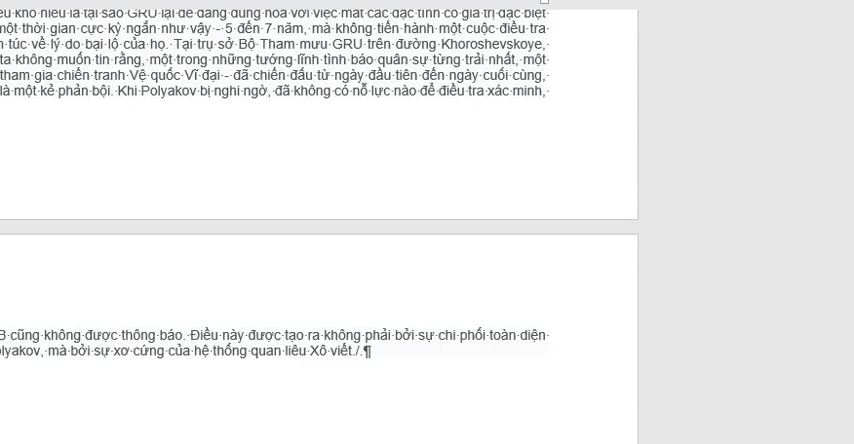 khó hiểu là tại sao GRU lại dễ dàng dung hòa với việc mất các đặc tình có giá trị đặc biệt
một thời gian cực kỳ ngắn như vậy - 5 đến 7 năm, mà không tiến hành một cuộc điều tra
túc về lý do bại lộ của họ. Tại trụ sở Bộ Tham mưu GRU trên đường Khoroshevskoye,
ta không muốn tin rằng, một trong những tướng lĩnh tình báo quân sự từng trải nhất, một
tham gia chiến tranh Vệ quốc Vĩ đại - đã chiến đấu từ ngày đầu tiên đến ngày cuối cùng,
là một kẻ phản bội. Khi Polyakov bị nghi ngờ, đã không có nỗ lực nào để điều tra xác minh,
B cũng không được thông báo. Điều này được tạo ra không phải bởi sự chi phối toàn diện
olyakov, mà bởi sự xơ cứng của hệ thống quan liêu Xô viết./.¶